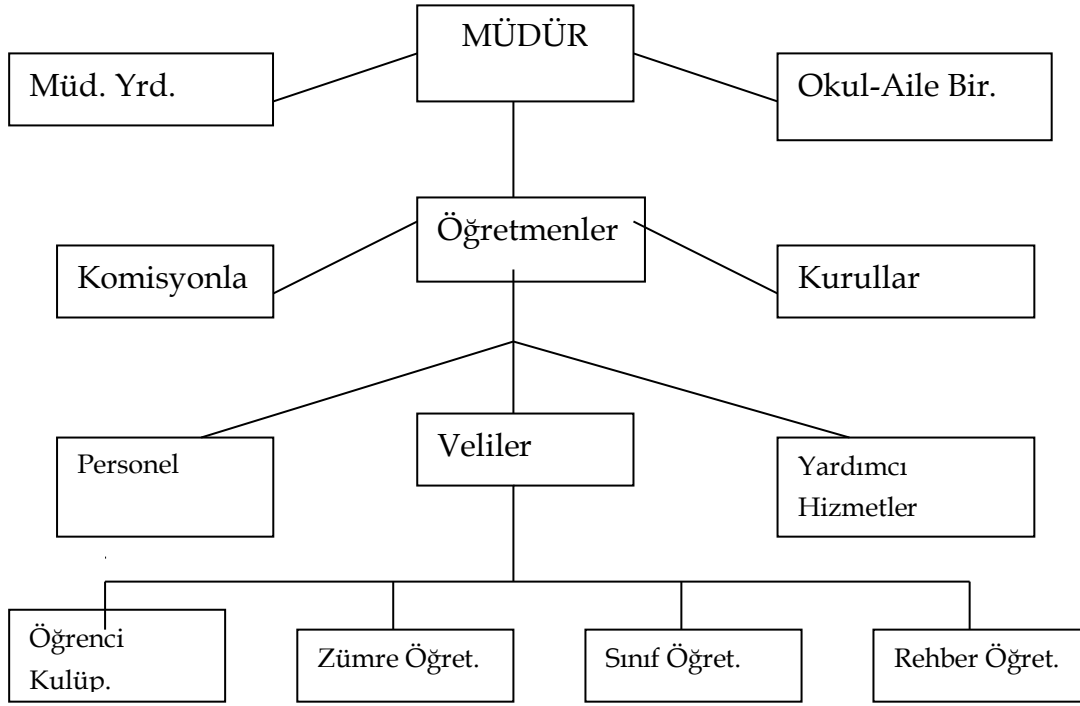 MÜDÜR
Müd. Yrd.
Okul-Aile Bir.
Öğretmenler
Komisyonla
Kurullar
Personel
Veliler
Yardımcı
Hizmetler
Öğrenci
Kulüp.
Zümre Öğret.
Sınıf Öğret.
Rehber Öğret.